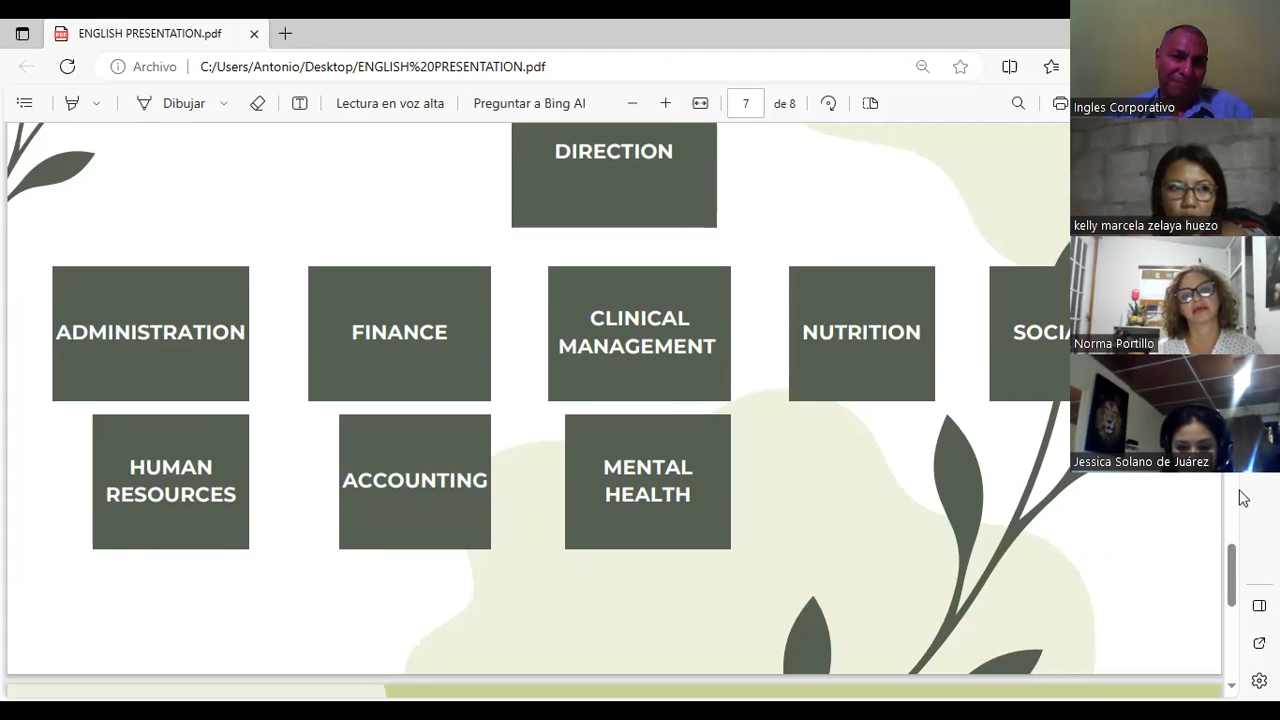 ENGLISH PRESENTATION.pdf
Archivo
C:/Users/Antonio/Desktop/ENGLISH%20PRESENTATION.pdf
Dibujar
Lectura en voz alta
Preguntar a Bing AI
7
de 8
DIRECTION
ADMINISTRATION
FINANCE
CLINICAL
MANAGEMENT
NUTRITION
HUMAN
RESOURCES
ACCOUNTING
MENTAL
HEALTH
Ingles Corporativo
kelly marcela zelaya huezo
Norma Portillo
Jessica Solano de Juárez